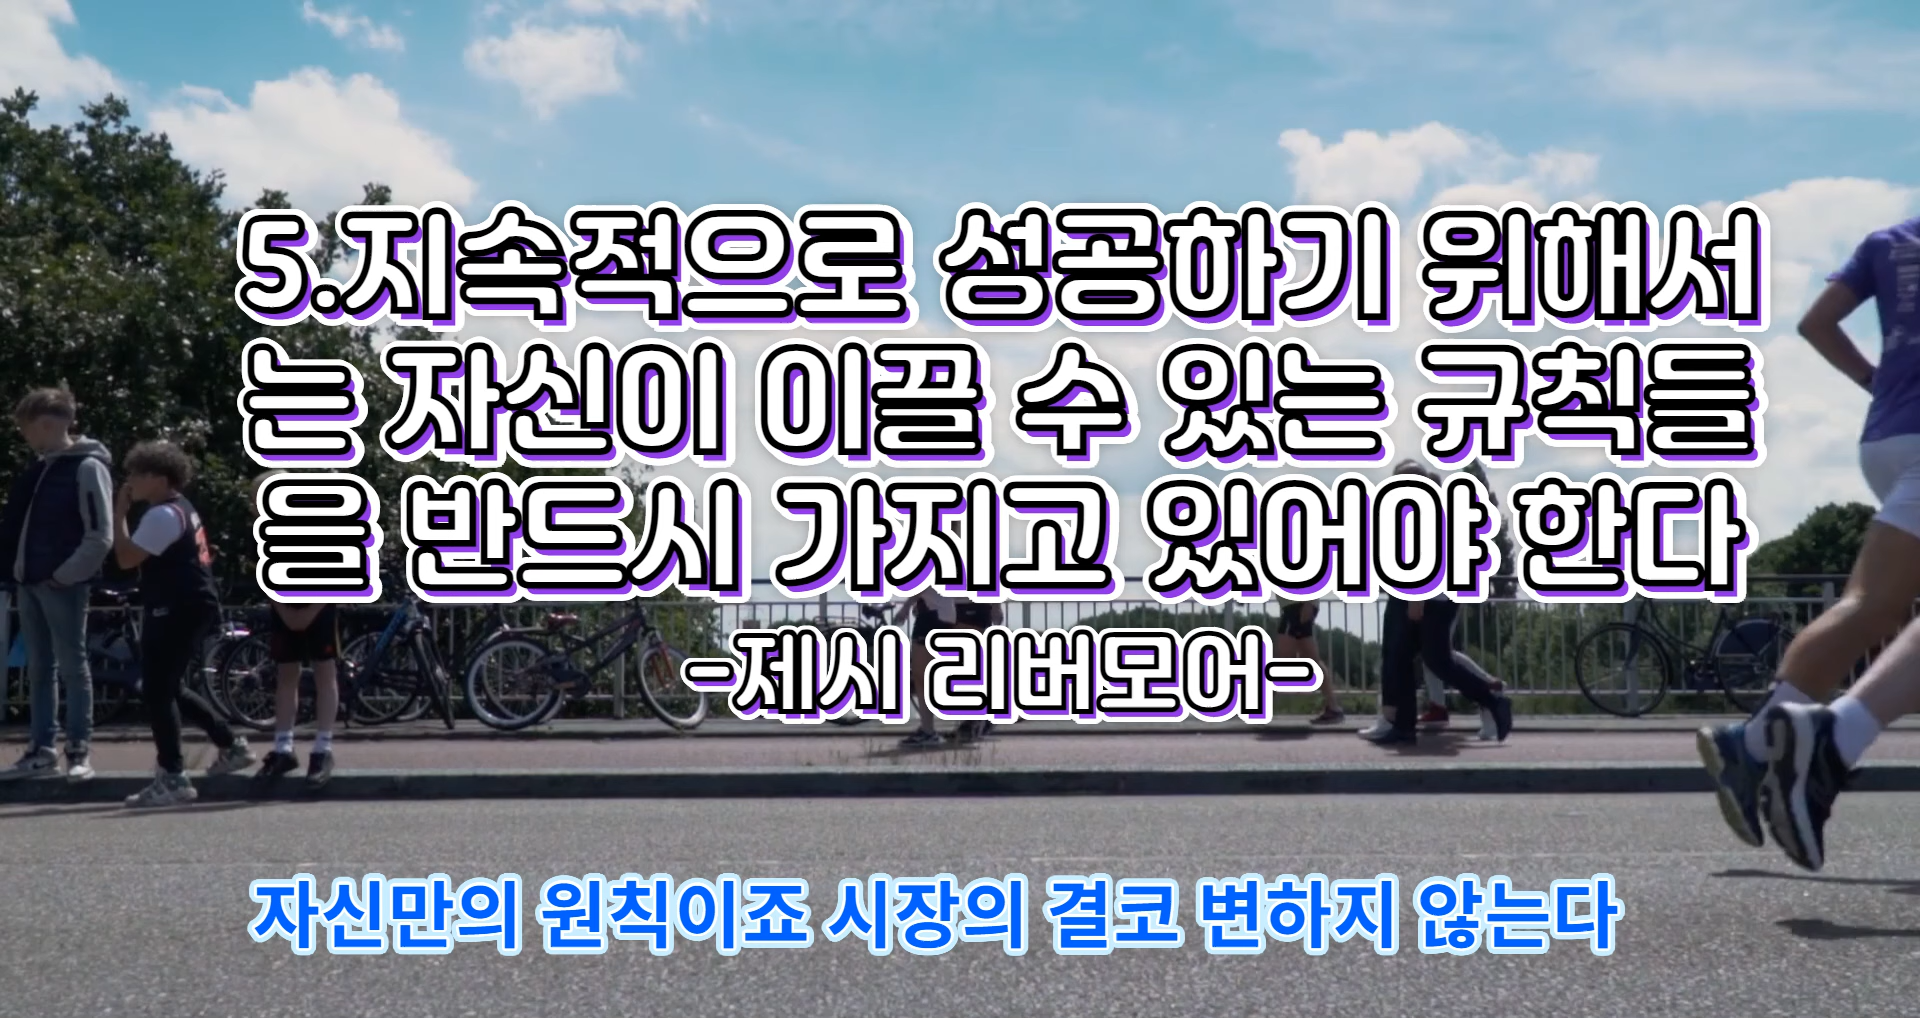 5.지속적으로 성공하기 위해서
는 자신이 이끌 수 있는 규칙들
을 반드시 가지고 있어야 한다
-제시 리버모어-
자신만의 원칙이죠 시장의 결코 변하지 않는다